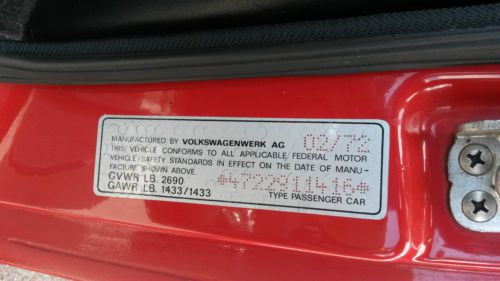 MANUFACTURED BY VOLKSWAGENWERK AG 02/72
THIS VEHICLE CONFORMS TO ALL APPLICABLE FEDERAL MOTOR
VEHICLE SAFETY STANDARDS IN EFFECT ON THE DATE OF MANU-
FACTURE SHOWN ABOVE.
GVWR LB. 2690
GAWR LB. 1433/1433
*4722811416*
TYPE PASSENGER CAR